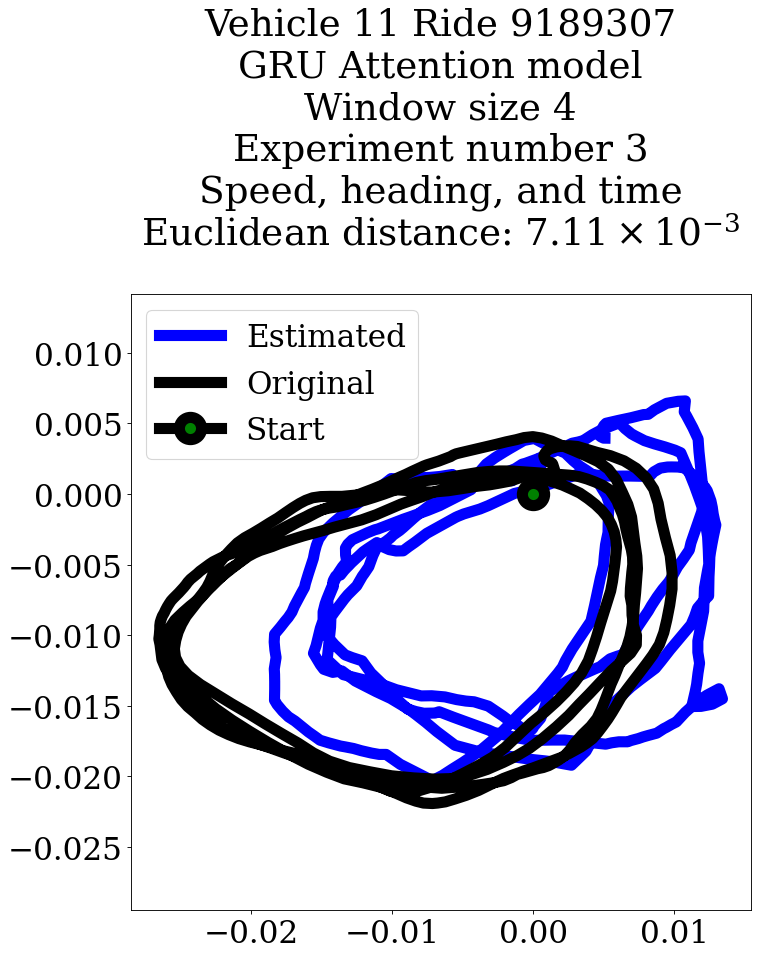 Vehicle 11 Ride 9189307
GRU Attention model
Window size 4
Experiment number 3
Speed, heading, and time
Euclidean distance: 7.11 × 10⁻³
Estimated
Original
Start
0.010
0.005
0.000
−0.005
−0.010
−0.015
−0.020
−0.025
−0.02 −0.01 0.00 0.01